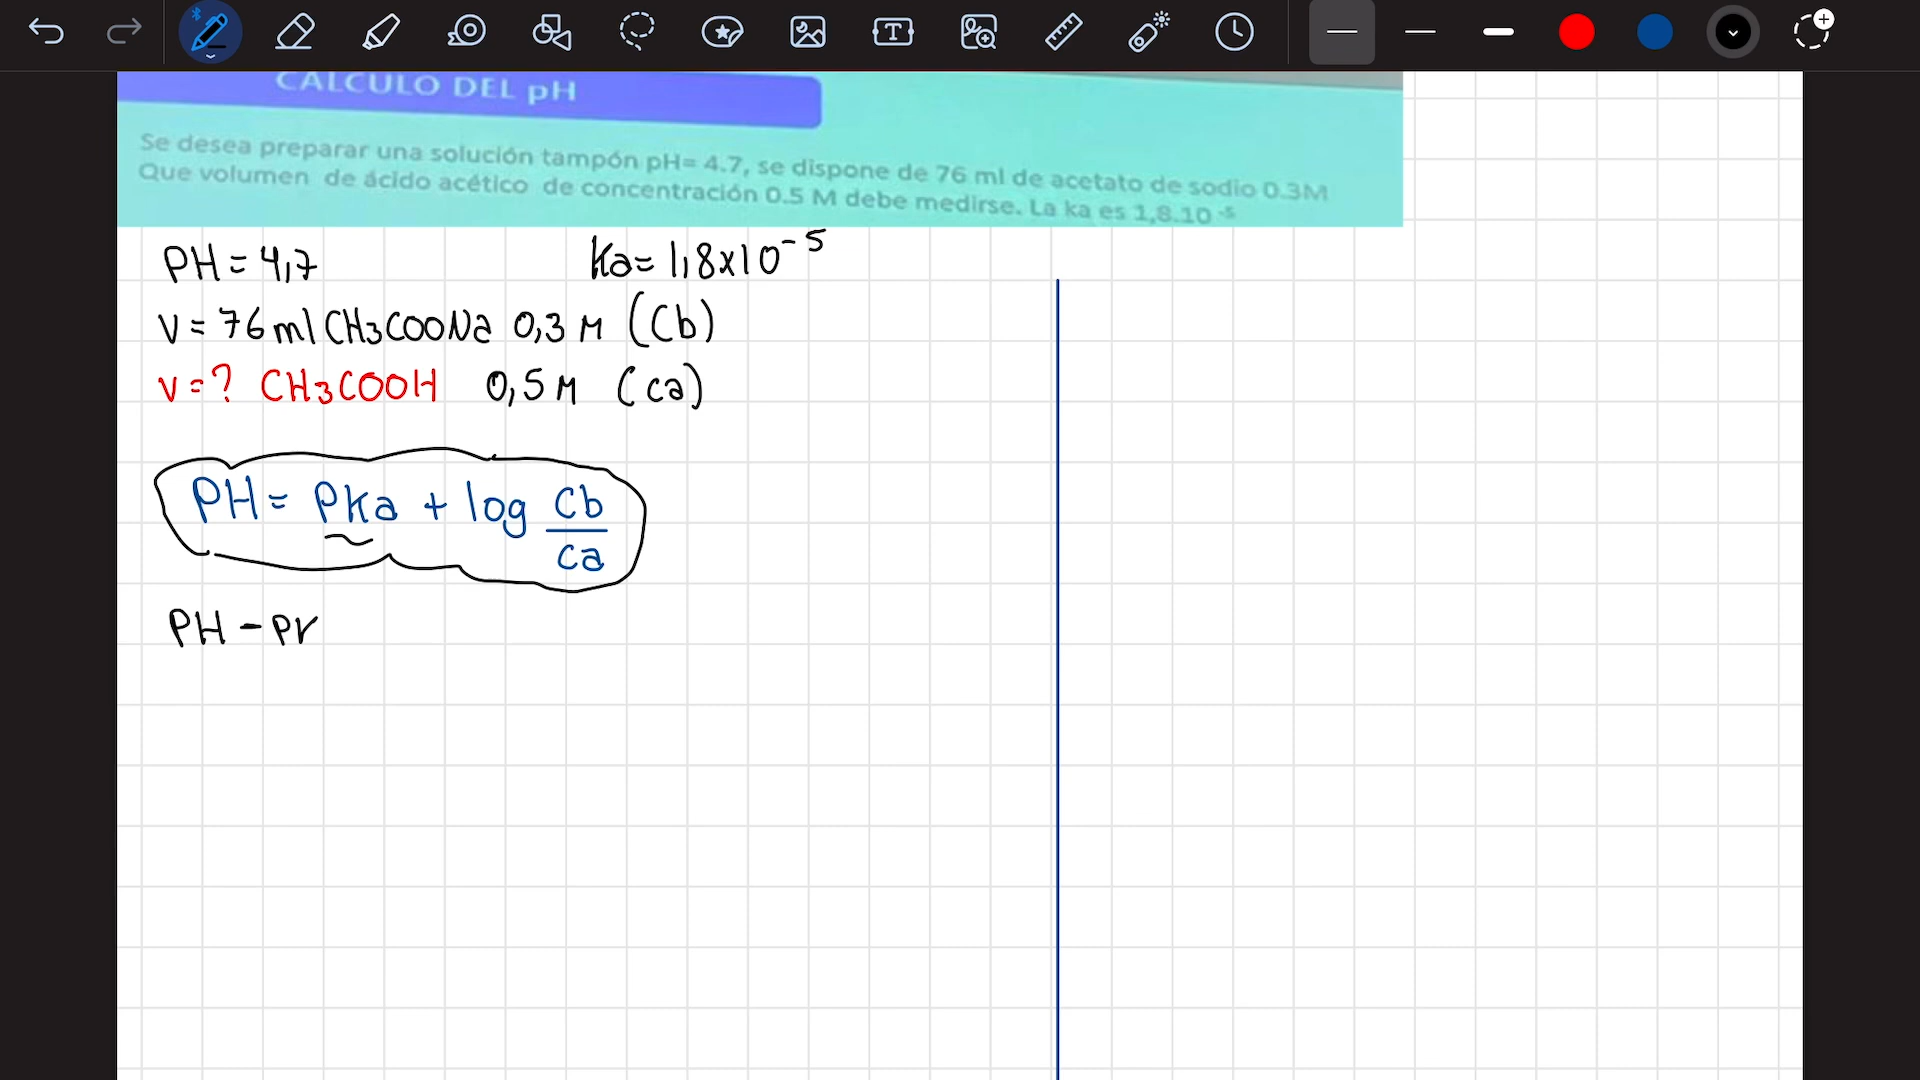 CALCULO DEL pH
Se desea preparar una solución tampón pH= 4.7, se dispone de 76 ml de acetato de sodio 0.3M
Que volumen de ácido acético de concentración 0.5 M debe medirse. La ka es 1,8.10 -5
PH = 4,7
Ka= 1,8x10⁻⁵
V = 76 ml CH3COONa 0,3 M (Cb)
V = ? CH3COOH 0,5 M (Ca)
PH = PKa + log Cb
Ca
PH - Pr